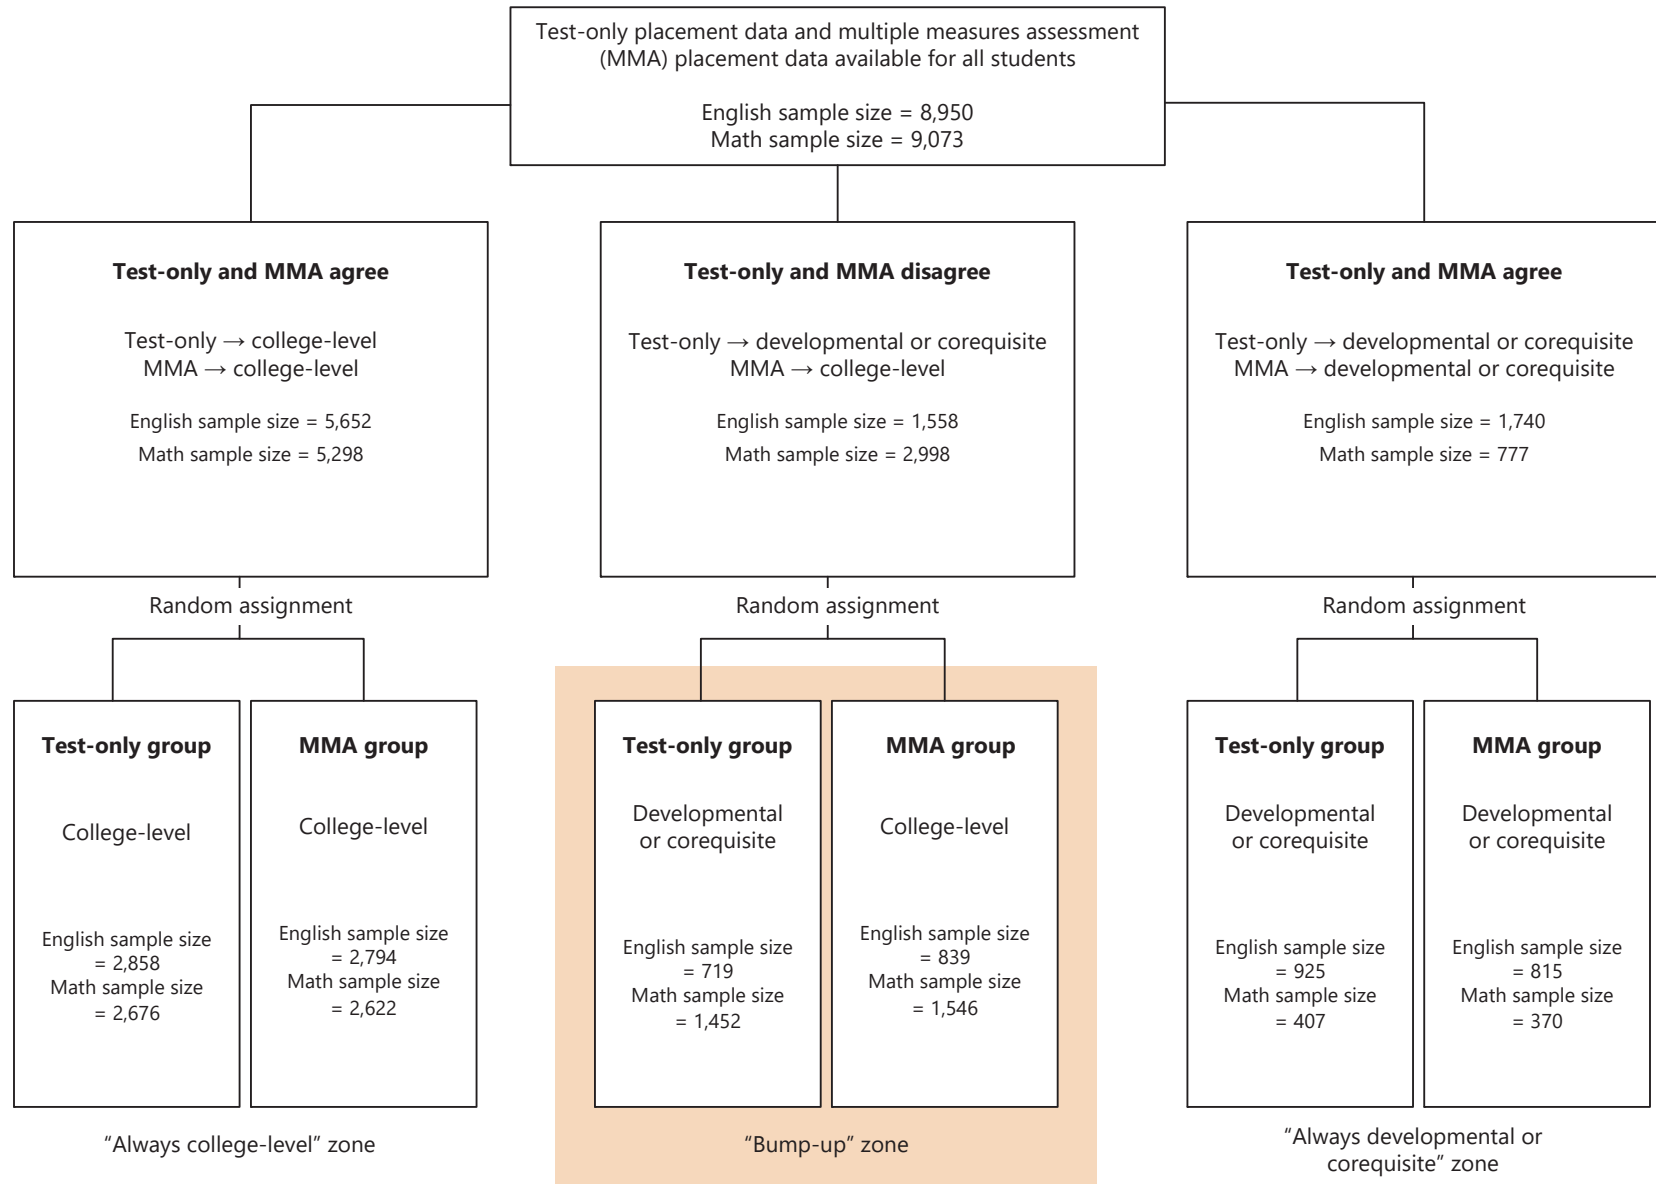 Test-only placement data and multiple measures assessment
(MMA) placement data available for all students
English sample size = 8,950
Math sample size = 9,073
Test-only and MMA agree
Test-only → college-level
MMA → college-level
English sample size = 5,652
Math sample size = 5,298
Test-only and MMA disagree
Test-only → developmental or corequisite
MMA → college-level
English sample size = 1,558
Math sample size = 2,998
Test-only and MMA agree
Test-only → developmental or corequisite
MMA → developmental or corequisite
English sample size = 1,740
Math sample size = 777
Random assignment
Random assignment
Random assignment
Test-only group
College-level
English sample size
= 2,858
Math sample size
= 2,676
MMA group
College-level
English sample size
= 2,794
Math sample size
= 2,622
Test-only group
Developmental
or corequisite
English sample size
= 719
Math sample size
= 1,452
MMA group
College-level
English sample size
= 839
Math sample size
= 1,546
Test-only group
Developmental
or corequisite
English sample size
= 925
Math sample size
= 407
MMA group
Developmental
or corequisite
English sample size
= 815
Math sample size
= 370
“Always college-level” zone
“Bump-up” zone
“Always developmental or
corequisite” zone